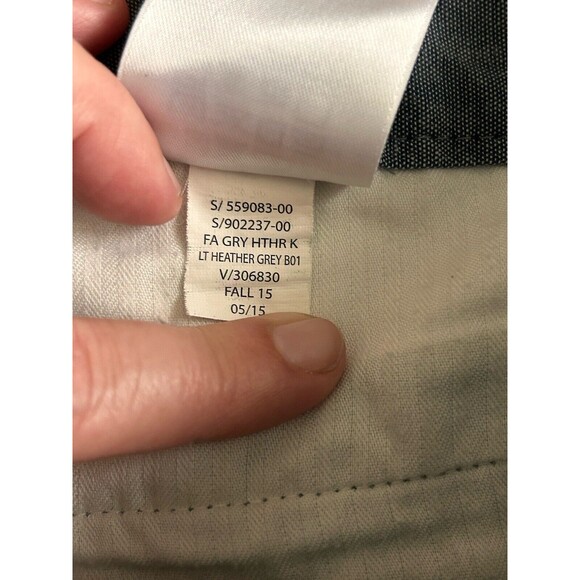 S/ 559083-00
S/902237-00
FA GRY HTHR K
LT HEATHER GREY B01
V/306830
FALL 15
05/15